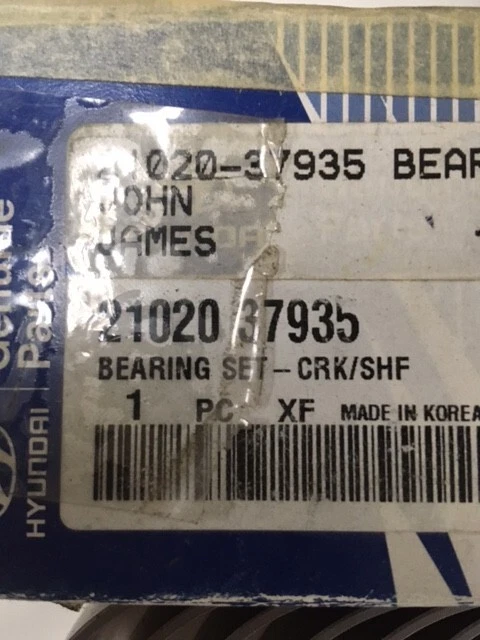 21020-37935 BEAR
JOHN
JAMES
21020 37935
BEARING SET-CRK/SHF
1 PC XF MADE IN KOREA
HYUNDAI
Genuine
Parts